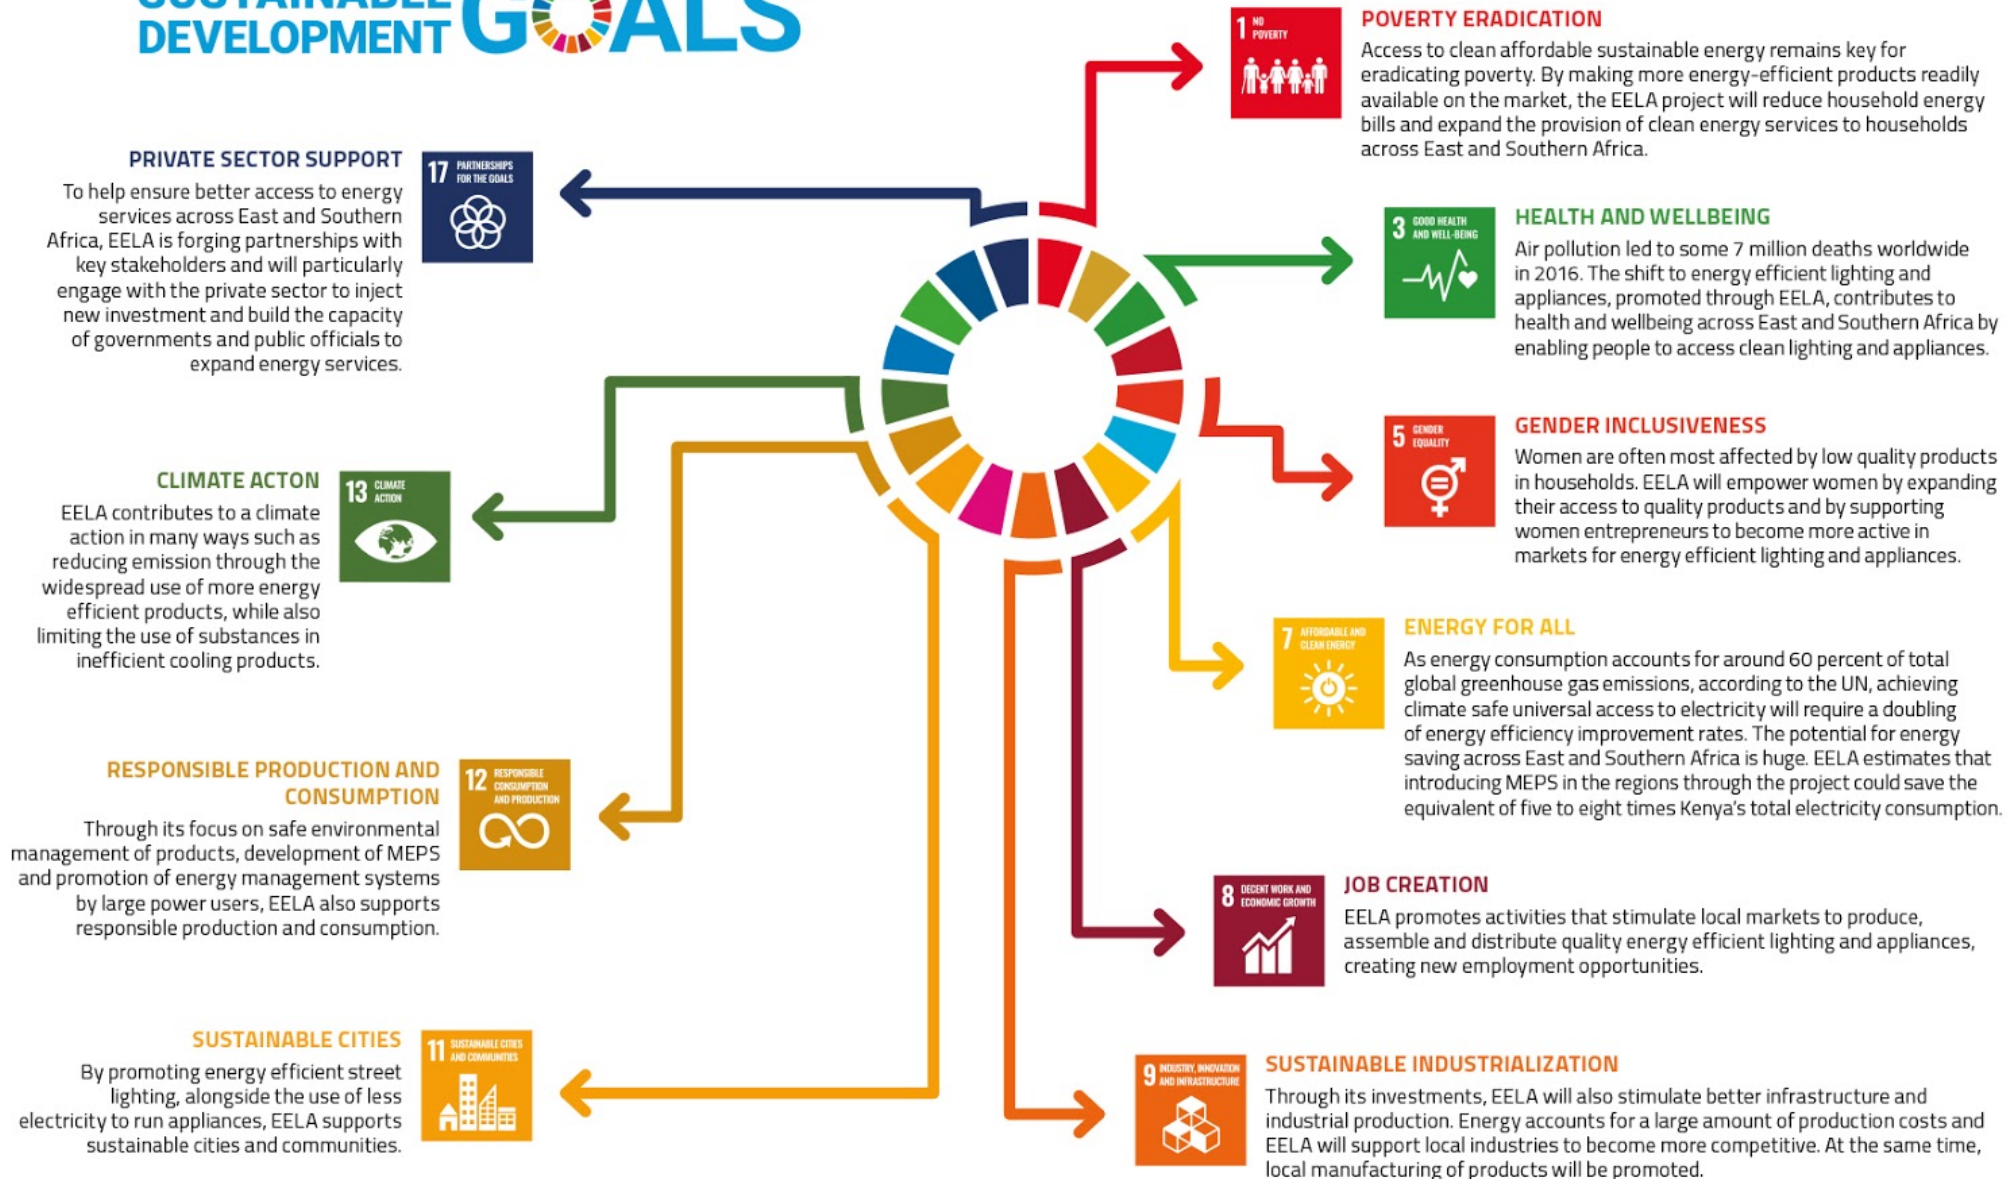 SUSTAINABLE
DEVELOPMENT GOALS
1 NO
POVERTY
POVERTY ERADICATION
Access to clean affordable sustainable energy remains key for
eradicating poverty. By making more energy-efficient products readily
available on the market, the EELA project will reduce household energy
bills and expand the provision of clean energy services to households
across East and Southern Africa.
PRIVATE SECTOR SUPPORT
To help ensure better access to energy
services across East and Southern
Africa, EELA is forging partnerships with
key stakeholders and will particularly
engage with the private sector to inject
new investment and build the capacity
of governments and public officials to
expand energy services.
17 PARTNERSHIPS
FOR THE GOALS
3 GOOD HEALTH
AND WELL-BEING
HEALTH AND WELLBEING
Air pollution led to some 7 million deaths worldwide
in 2016. The shift to energy efficient lighting and
appliances, promoted through EELA, contributes to
health and wellbeing across East and Southern Africa by
enabling people to access clean lighting and appliances.
5 GENDER
EQUALITY
GENDER INCLUSIVENESS
Women are often most affected by low quality products
in households. EELA will empower women by expanding
their access to quality products and by supporting
women entrepreneurs to become more active in
markets for energy efficient lighting and appliances.
CLIMATE ACTON
EELA contributes to a climate
action in many ways such as
reducing emission through the
widespread use of more energy
efficient products, while also
limiting the use of substances in
inefficient cooling products.
13 CLIMATE
ACTION
7 AFFORDABLE AND
CLEAN ENERGY
ENERGY FOR ALL
As energy consumption accounts for around 60 percent of total
global greenhouse gas emissions, according to the UN, achieving
climate safe universal access to electricity will require a doubling
of energy efficiency improvement rates. The potential for energy
saving across East and Southern Africa is huge. EELA estimates that
introducing MEPS in the regions through the project could save the
equivalent of five to eight times Kenya's total electricity consumption.
RESPONSIBLE PRODUCTION AND
CONSUMPTION
Through its focus on safe environmental
management of products, development of MEPS
and promotion of energy management systems
by large power users, EELA also supports
responsible production and consumption.
12 RESPONSIBLE
CONSUMPTION
AND PRODUCTION
8 DECENT WORK AND
ECONOMIC GROWTH
JOB CREATION
EELA promotes activities that stimulate local markets to produce,
assemble and distribute quality energy efficient lighting and appliances,
creating new employment opportunities.
SUSTAINABLE CITIES
By promoting energy efficient street
lighting, alongside the use of less
electricity to run appliances, EELA supports
sustainable cities and communities.
11 SUSTAINABLE CITIES
AND COMMUNITIES
9 INDUSTRY, INNOVATION
AND INFRASTRUCTURE
SUSTAINABLE INDUSTRIALIZATION
Through its investments, EELA will also stimulate better infrastructure and
industrial production. Energy accounts for a large amount of production costs and
EELA will support local industries to become more competitive. At the same time,
local manufacturing of products will be promoted.